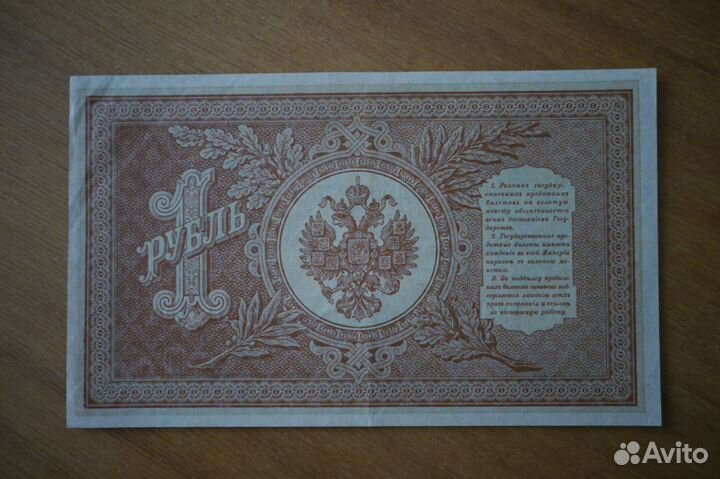 1
РУБЛЬ
1. Размѣнъ государ-
ственныхъ кредитныхъ
билетовъ на золотую
монету обезпечивается
всѣмъ достояніемъ Госу-
дарства.
2. Государственные кре-
дитные билеты имѣютъ
хожденіе во всей Имперіи
наравнѣ съ золотою мо-
нетою.
3. За поддѣлку кредит-
ныхъ билетовъ виновные под-
вергаются лишенію всѣхъ
правъ состоянія и ссылкѣ
въ каторжную работу.
Avito